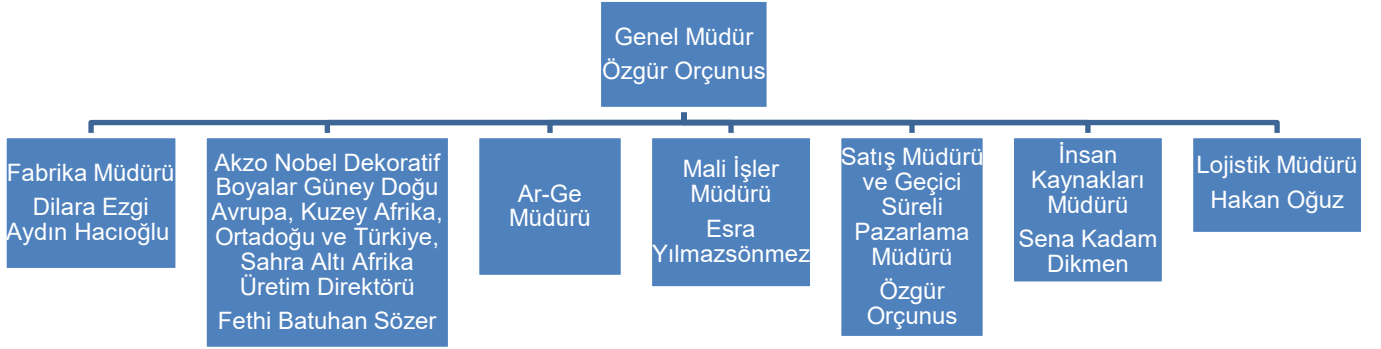 Genel Müdür
Özgür Orçunus
Fabrika Müdürü
Dilara Ezgi
Aydın Hacıoğlu
Akzo Nobel Dekoratif
Boyalar Güney Doğu
Avrupa, Kuzey Afrika,
Ortadoğu ve Türkiye,
Sahra Altı Afrika
Üretim Direktörü
Fethi Batuhan Sözer
Ar-Ge
Müdürü
Mali İşler
Müdürü
Esra
Yılmazsönmez
Satış Müdürü
ve Geçici
Süreli
Pazarlama
Müdürü
Özgür
Orçunus
İnsan
Kaynakları
Müdürü
Sena Kadam
Dikmen
Lojistik Müdürü
Hakan Oğuz